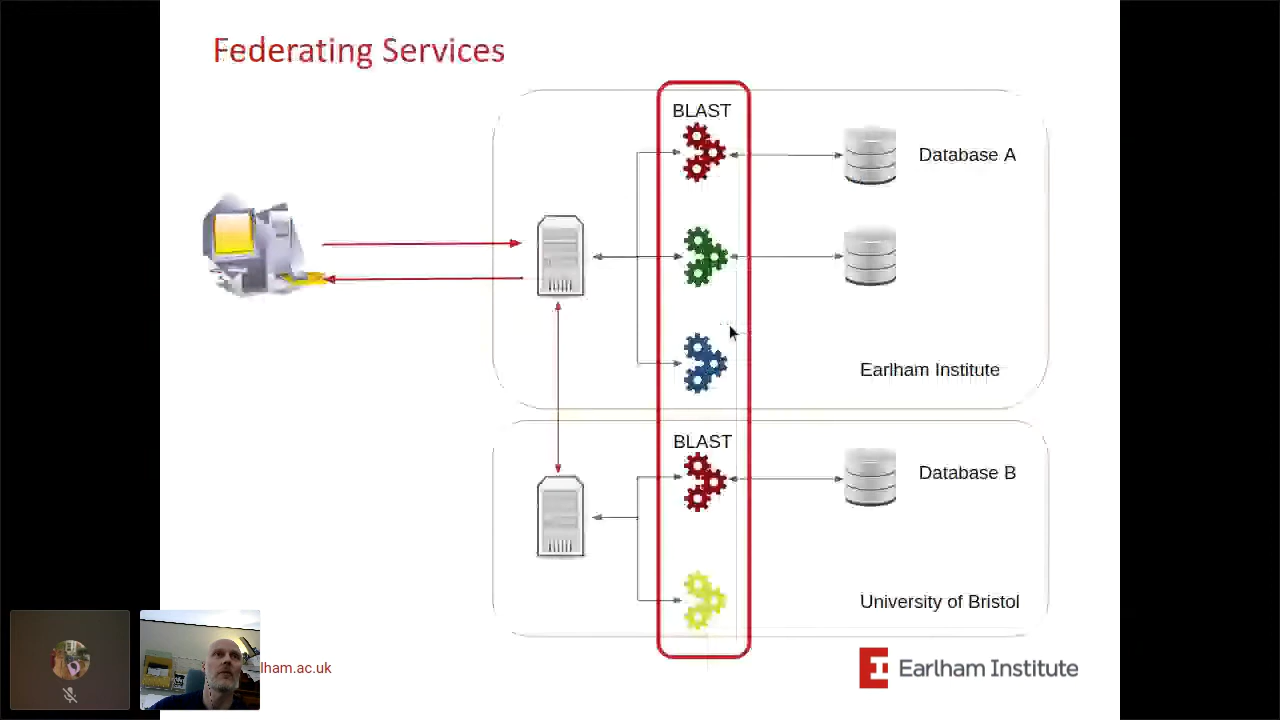 Federating Services
BLAST
Database A
Earlham Institute
BLAST
Database B
University of Bristol
lham.ac.uk
Earlham Institute